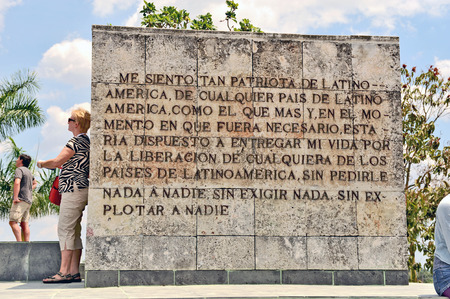 ME SIENTO TAN PATRIOTA DE LATINO-
AMERICA, DE CUALQUIER PAIS DE LATINO
AMERICA, COMO EL QUE MAS Y, EN EL MO
MENTO EN QUE FUERA NECESARIO, ESTA
RIA DISPUESTO A ENTREGAR MI VIDA POR
LA LIBERACIÓN DE CUALQUIERA DE LOS
PAISES DE LATINOAMERICA, SIN PEDIRLE
NADA A NADIE, SIN EXIGIR NADA, SIN EX-
PLOTAR A NADIE